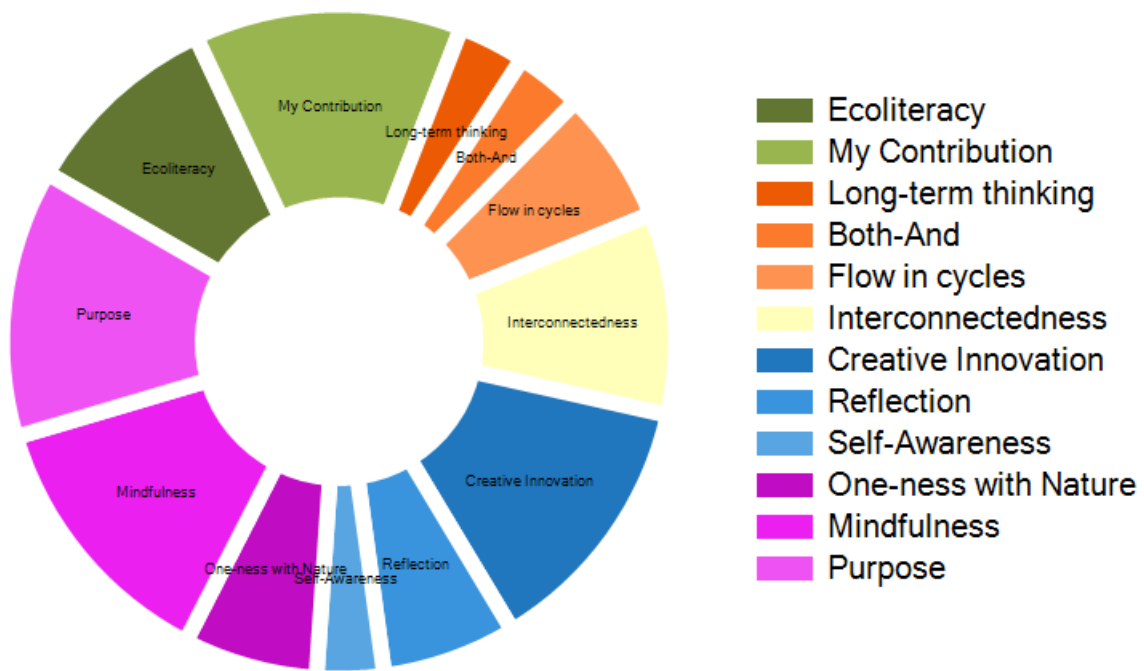 My Contribution
Long-term thinking
Both-And
Ecoliteracy
Flow in cycles
Purpose
Interconnectedness
Mindfulness
Creative Innovation
One-ness with Nature
Self-Awareness
Reflection
Ecoliteracy
My Contribution
Long-term thinking
Both-And
Flow in cycles
Interconnectedness
Creative Innovation
Reflection
Self-Awareness
One-ness with Nature
Mindfulness
Purpose